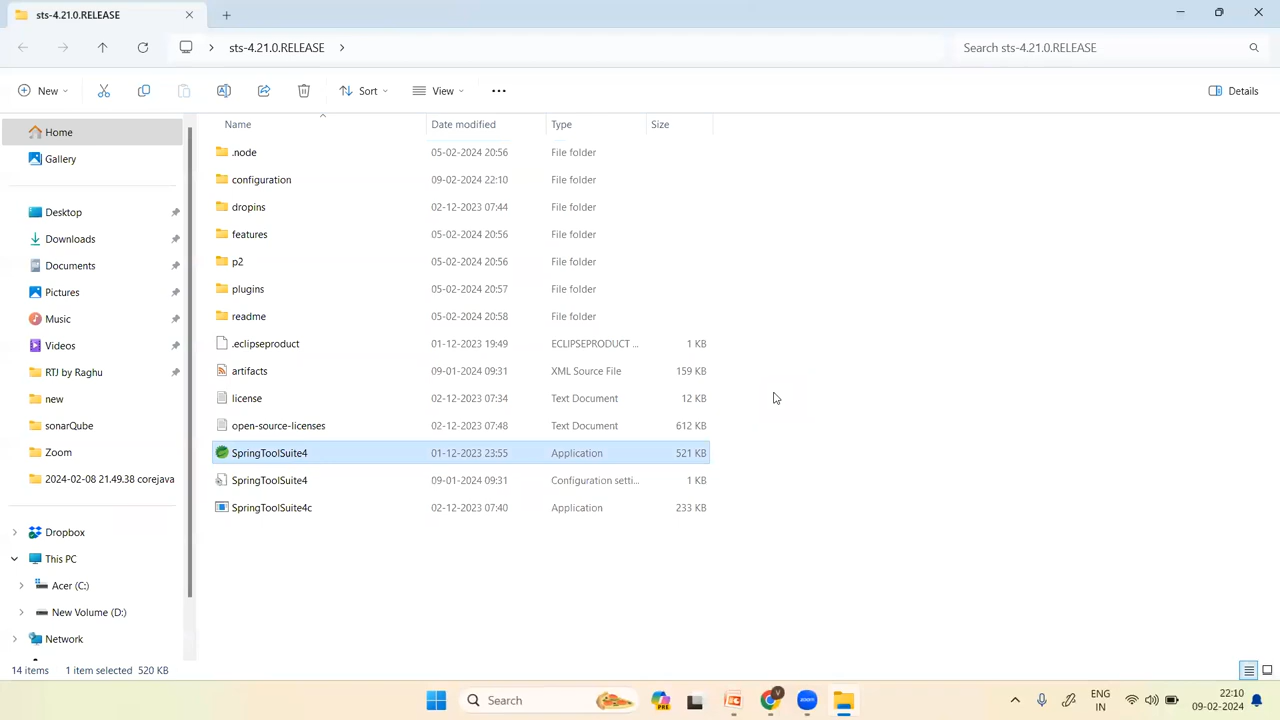 sts-4.21.0.RELEASE
sts-4.21.0.RELEASE
Search sts-4.21.0.RELEASE
New
Sort
View
Details
Name Date modified Type Size
Home
Gallery
Desktop
Downloads
Documents
Pictures
Music
Videos
RTJ by Raghu
new
sonarQube
Zoom
2024-02-08 21.49.38 corejava
Dropbox
This PC
Acer (C:)
New Volume (D:)
Network
.node 05-02-2024 20:56 File folder
configuration 09-02-2024 22:10 File folder
dropins 02-12-2023 07:44 File folder
features 05-02-2024 20:56 File folder
p2 05-02-2024 20:56 File folder
plugins 05-02-2024 20:57 File folder
readme 05-02-2024 20:58 File folder
.eclipseproduct 01-12-2023 19:49 ECLIPSEPRODUCT ... 1 KB
artifacts 09-01-2024 09:31 XML Source File 159 KB
license 02-12-2023 07:34 Text Document 12 KB
open-source-licenses 02-12-2023 07:48 Text Document 612 KB
SpringToolSuite4 01-12-2023 23:55 Application 521 KB
SpringToolSuite4 09-01-2024 09:31 Configuration setti... 1 KB
SpringToolSuite4c 02-12-2023 07:40 Application 233 KB
14 items 1 item selected 520 KB
Search
PRE
V
zoom
ENG
IN
22:10
09-02-2024